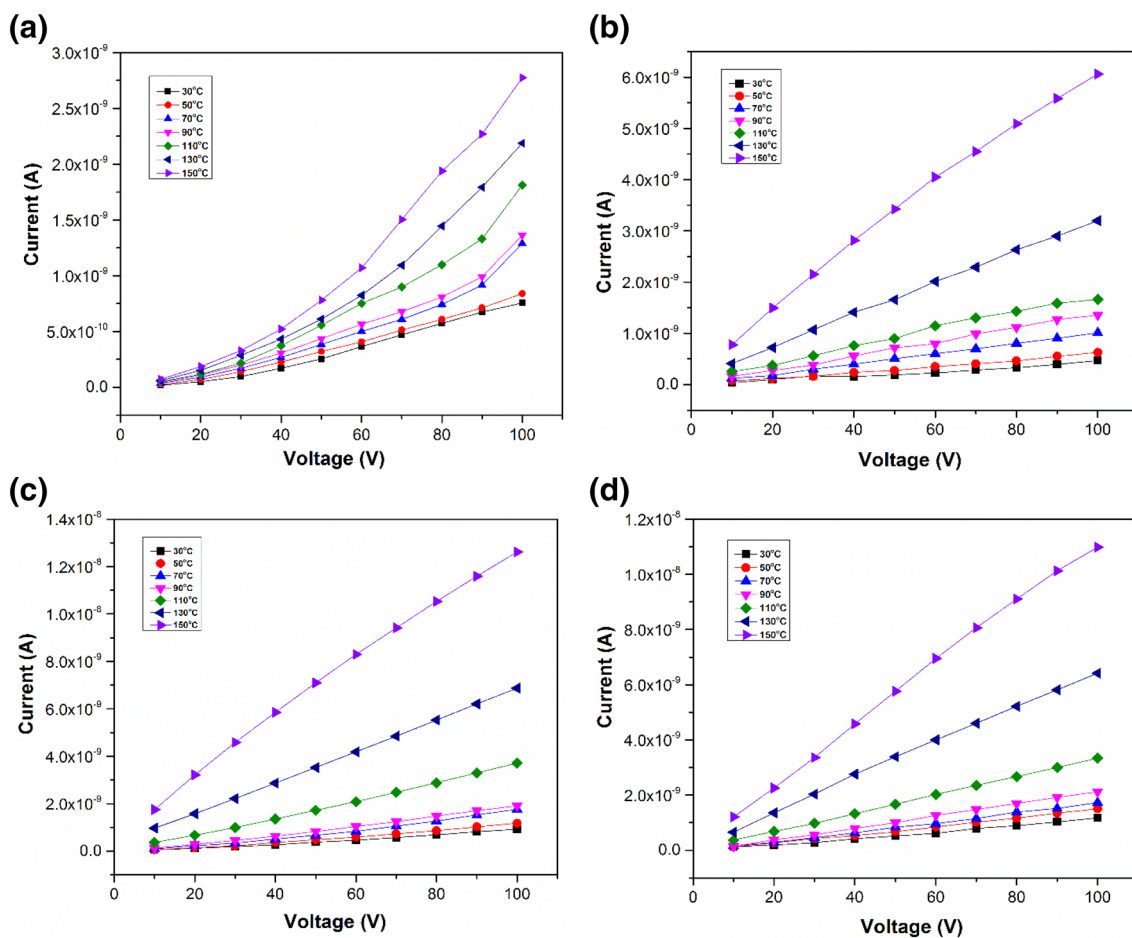 (a)
3.0x10⁻⁹
2.5x10⁻⁹
2.0x10⁻⁹
1.5x10⁻⁹
1.0x10⁻⁹
5.0x10⁻¹⁰
0.0
Current (A)
30°C
50°C
70°C
90°C
110°C
130°C
150°C
0 20 40 60 80 100
Voltage (V)
(b)
6.0x10⁻⁹
4.0x10⁻⁹
2.0x10⁻⁹
1.0x10⁻⁹
0.0
Current (A)
30°C
50°C
70°C
90°C
110°C
130°C
150°C
0 20 40 60 80 100
Voltage (V)
(c)
1.4x10⁻⁸
1.2x10⁻⁸
1.0x10⁻⁸
8.0x10⁻⁹
6.0x10⁻⁹
4.0x10⁻⁹
2.0x10⁻⁹
0.0
Current (A)
30°C
50°C
70°C
90°C
110°C
130°C
150°C
0 20 40 60 80 100
Voltage (V)
(d)
1.2x10⁻⁸
1.0x10⁻⁸
8.0x10⁻⁹
6.0x10⁻⁹
4.0x10⁻⁹
2.0x10⁻⁹
0.0
Current (A)
30°C
50°C
70°C
90°C
110°C
130°C
150°C
0 20 40 60 80 100
Voltage (V)